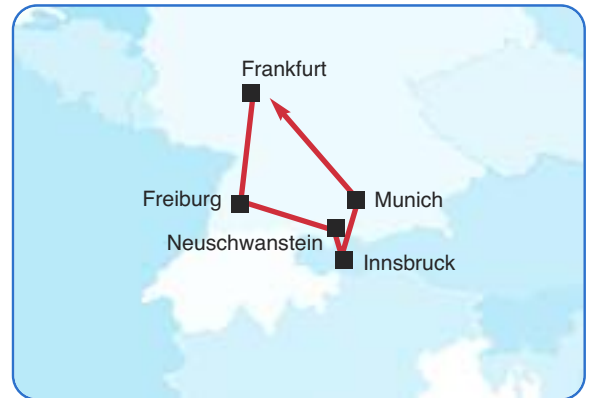 Frankfurt
Freiburg
Munich
Neuschwanstein
Innsbruck